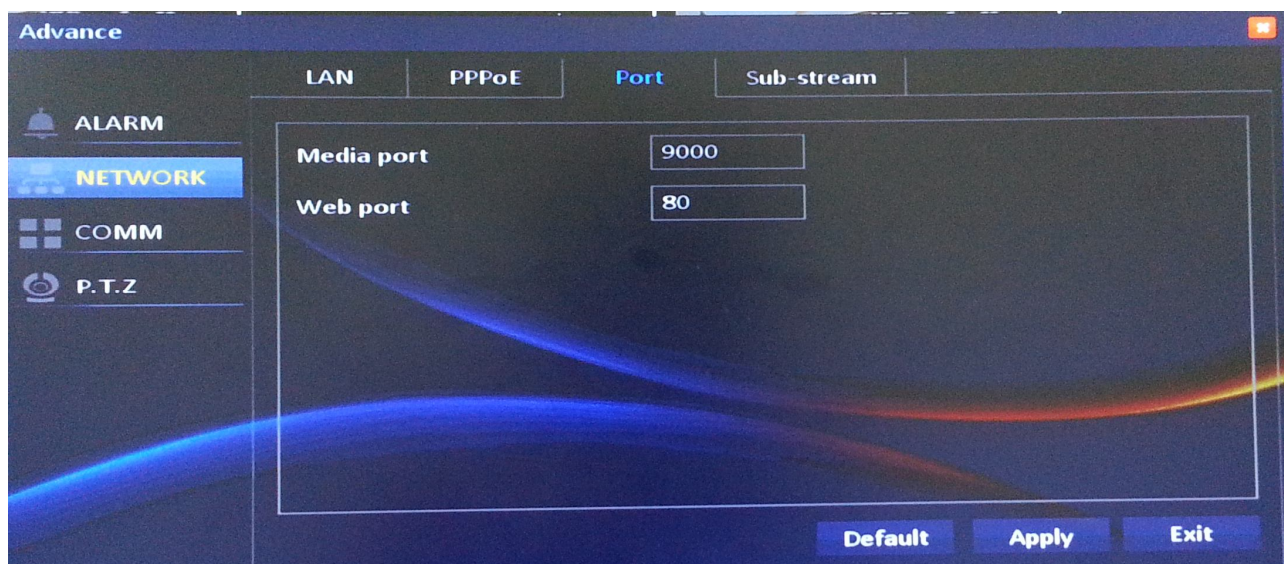 Advance
LAN PPPoE Port Sub-stream
ALARM
NETWORK
COMM
P.T.Z
Media port 9000
Web port 80
Default Apply Exit